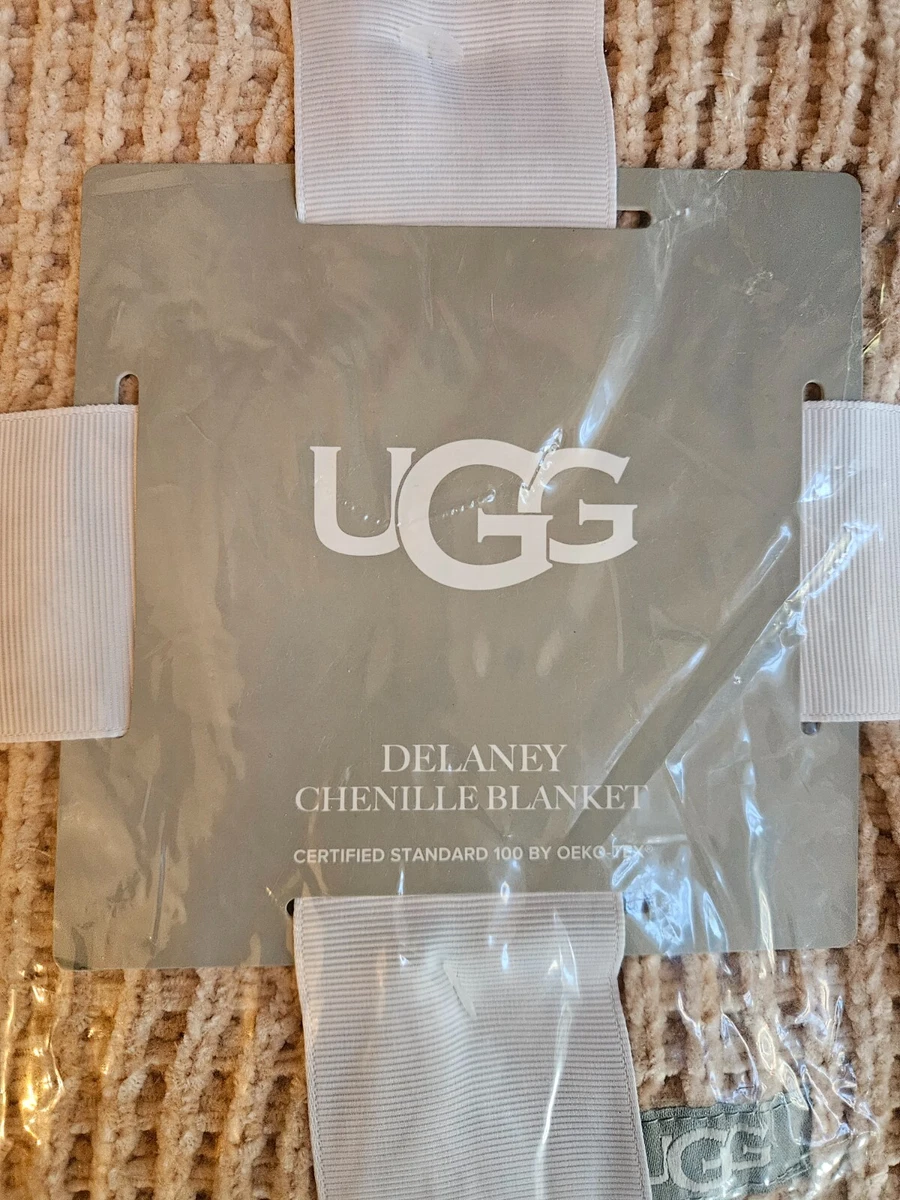 UGG
DELANEY
CHENILLE BLANKET
CERTIFIED STANDARD 100 BY OEKO-TEX®
UGG